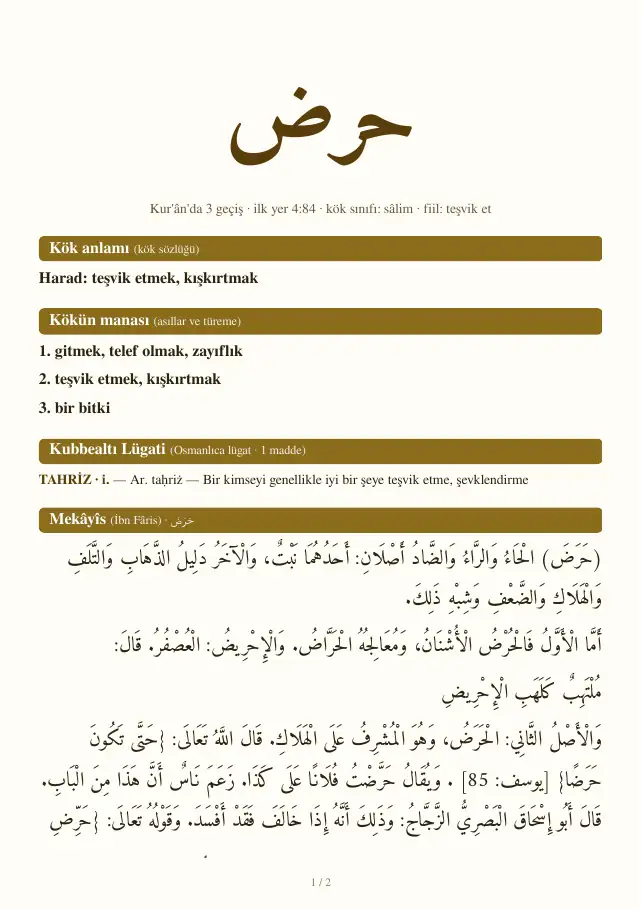 حرض
Kur'ân'da 3 geçiş · ilk yer 4:84 · kök sınıfı: sâlim · fiil: teşvik et
Kök anlamı (kök sözlüğü)
Harad: teşvik etmek, kışkırtmak
Kökün manası (asıllar ve türeme)
1. gitmek, telef olmak, zayıflık
2. teşvik etmek, kışkırtmak
3. bir bitki
Kubbealtı Lügati (Osmanlıca lügat · 1 madde)
TAHRİZ · i. — Ar. taḥriż — Bir kimseyi genellikle iyi bir şeye teşvik etme, şevklendirme
Mekâyîs (İbn Fâris) · حرض
(حَرَضَ) الْحَاءُ وَالرَّاءُ وَالضَّادُ أَصْلَانِ: أَحَدُهُمَا نَبْتٌ، وَالْآخَرُ دَلِيلُ الذَّهَابِ وَالتَّلَفِ
وَالْهَلَاكِ وَالضَّعْفِ وَشِبْهِ ذَلِكَ.
أَمَّا الْأَوَّلُ فَالْحُرْضُ الْأُشْنَانُ، وَمُعَالِجُهُ الْحَرَّاضُ. وَالْإِحْرِيضُ: الْعُصْفُرُ. قَالَ:
مُلْتَهِبٌ كَلَهَبِ الْإِحْرِيضِ
وَالْأَصْلُ الثَّانِي: الْحَرَضُ، وَهُوَ الْمُشْرِفُ عَلَى الْهَلَاكِ. قَالَ اللَّهُ تَعَالَى: {حَتَّى تَكُونَ
حَرَضًا} [يوسف: 85] . وَيُقَالُ حَرَّضْتُ فُلَانًا عَلَى كَذَا. زَعَمَ نَاسٌ أَنَّ هَذَا مِنَ الْبَابِ.
قَالَ أَبُو إِسْحَاقَ الْبَصْرِيُّ الزَّجَّاجُ: وَذَلِكَ أَنَّهُ إِذَا خَالَفَ فَقَدْ أَفْسَدَ. وَقَوْلُهُ تَعَالَى: {حَرِّضِ
1 / 2